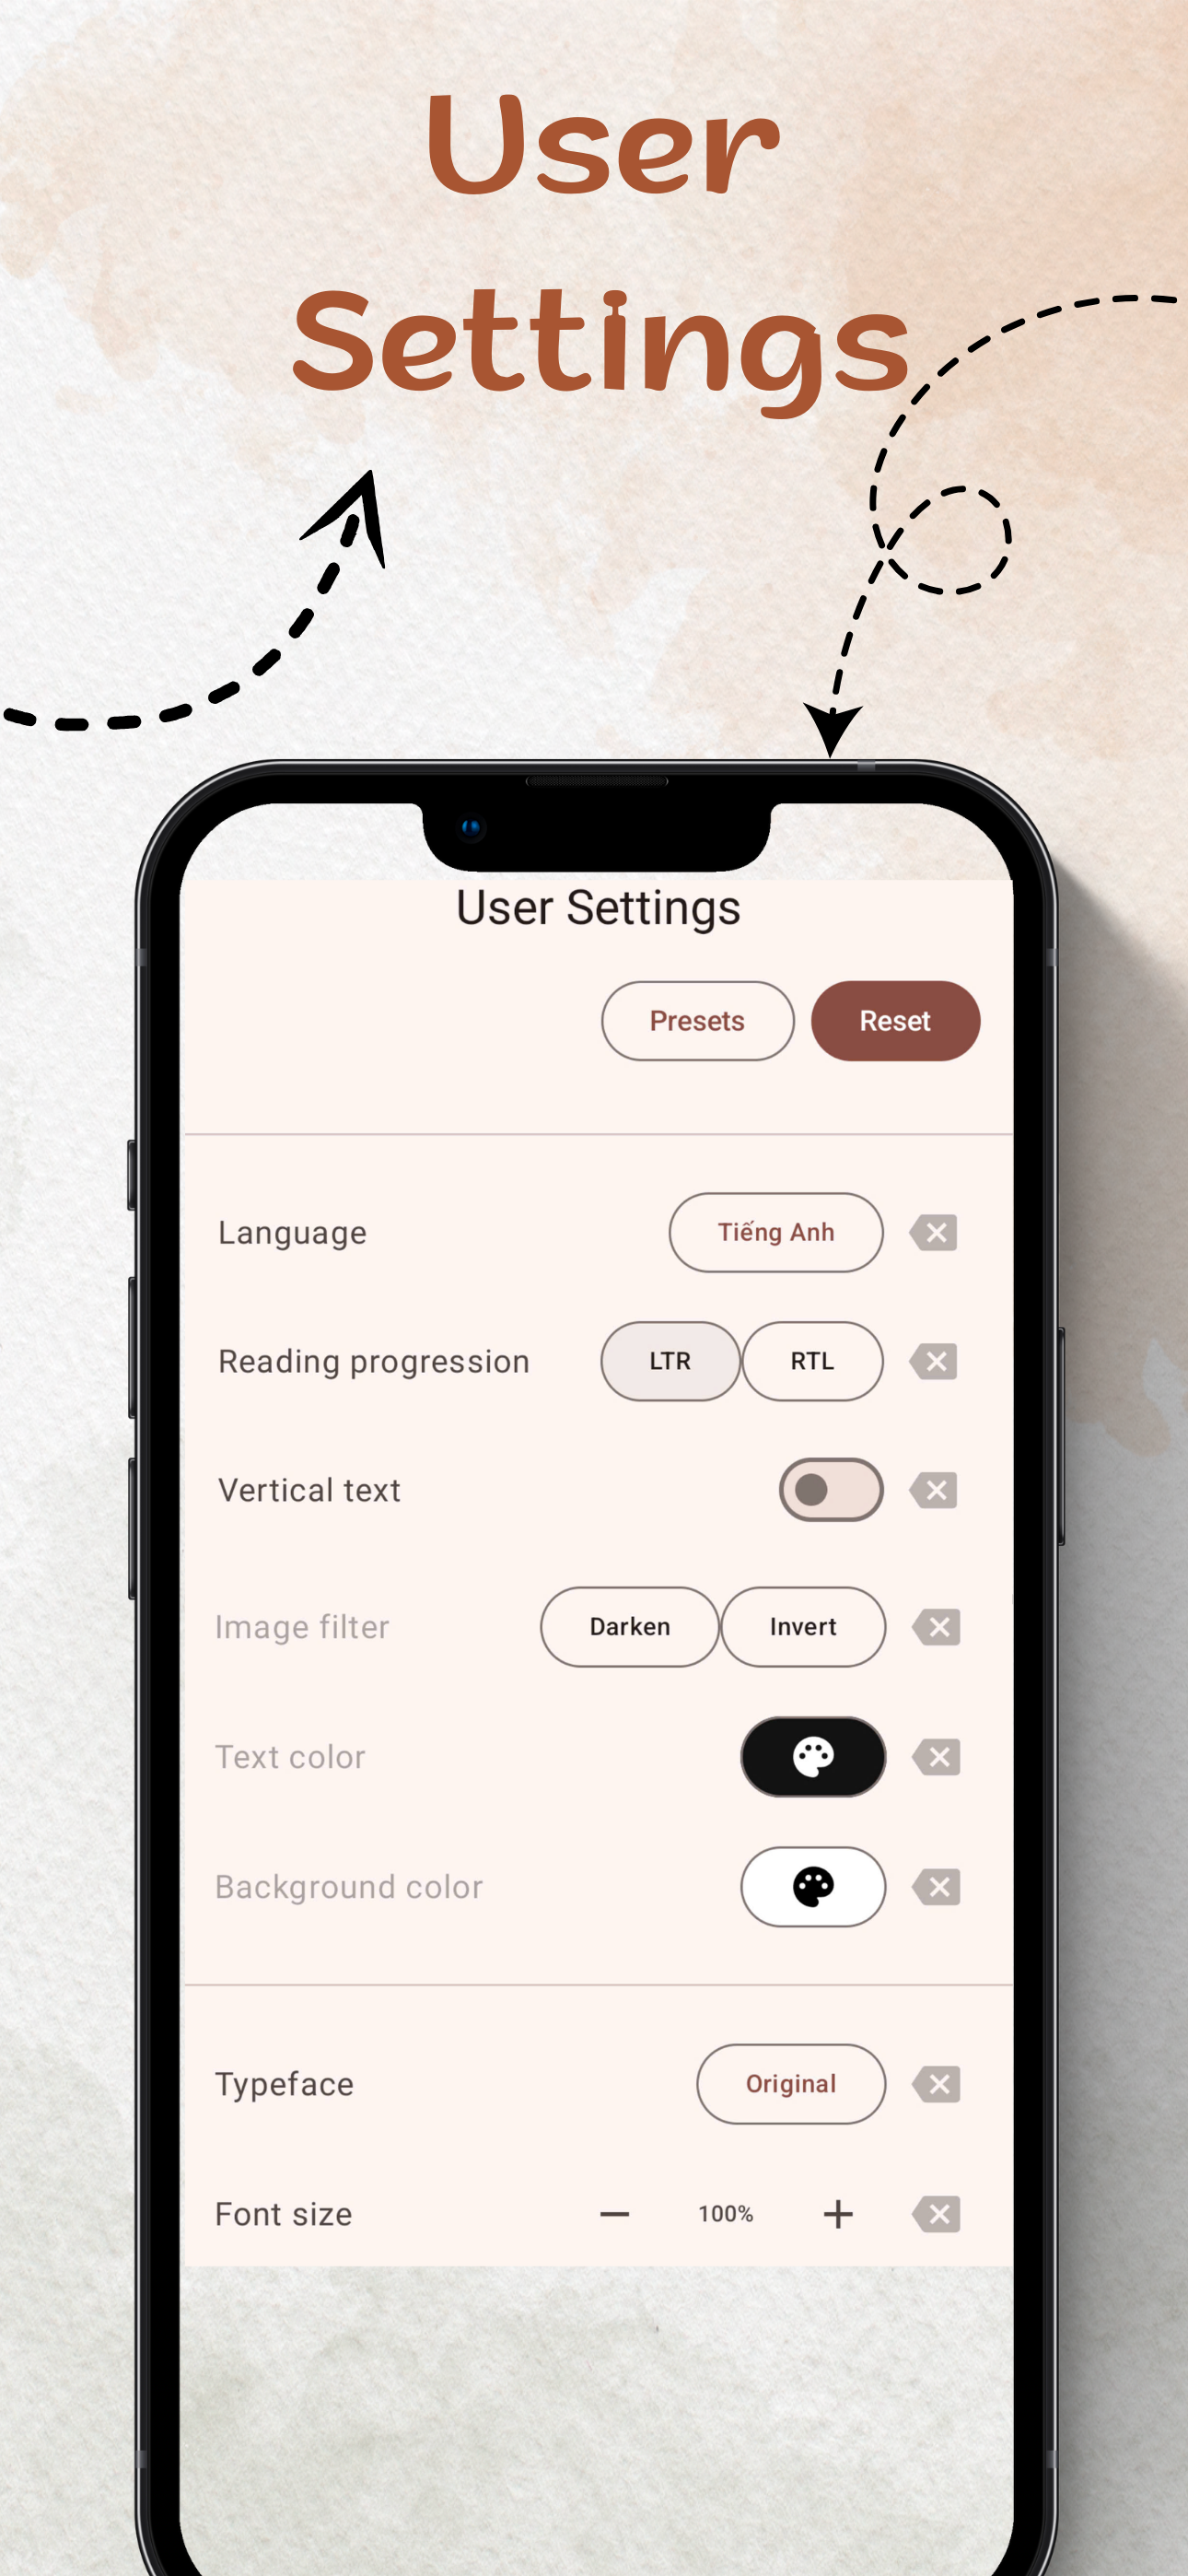 User
Settings
User Settings
Presets Reset
Language Tiếng Anh
Reading progression LTR RTL
Vertical text
Image filter Darken Invert
Text color
Background color
Typeface Original
Font size − 100% +